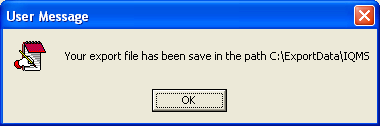 User Message
Your export file has been save in the path C:\ExportData\IQMS
OK